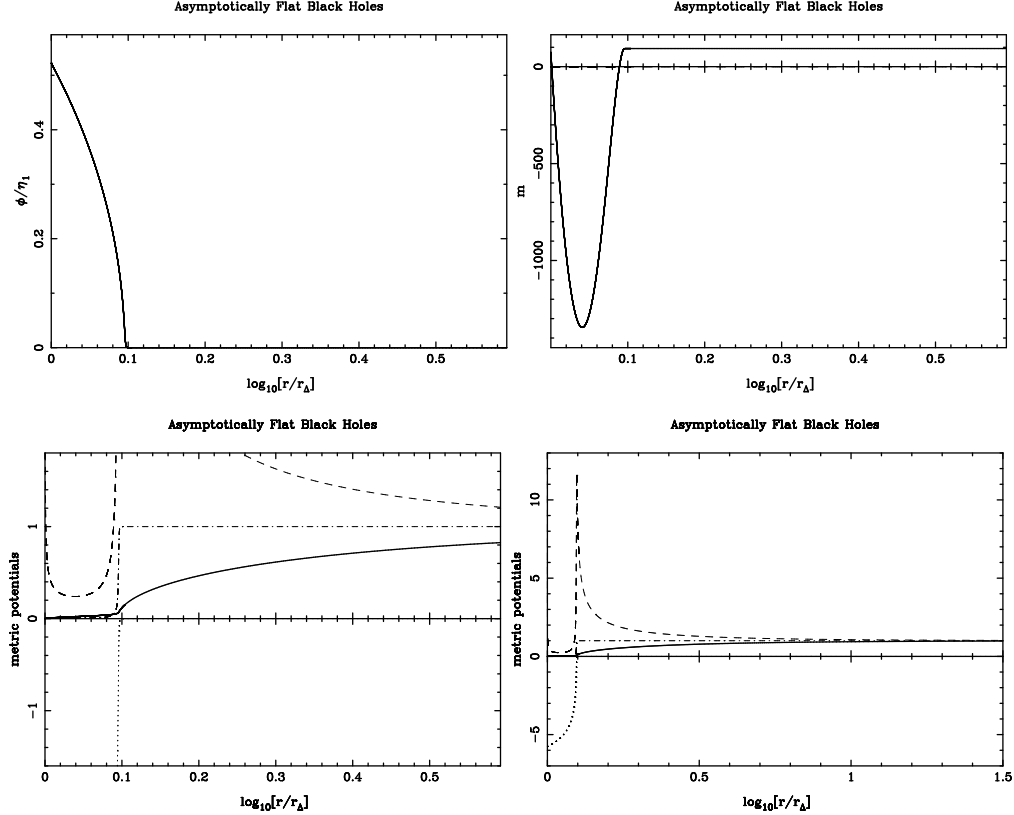 Asymptotically Flat Black Holes
0.4
0.2
0
ϕ/η₁
0
0.1
0.2
0.3
0.4
0.5
log₁₀[r/r_Δ]
Asymptotically Flat Black Holes
0
−500
−1000
m
0.1
0.2
0.3
0.4
0.5
log₁₀[r/r_Δ]
Asymptotically Flat Black Holes
1
0
−1
metric potentials
0
0.1
0.2
0.3
0.4
0.5
log₁₀[r/r_Δ]
Asymptotically Flat Black Holes
10
5
0
−5
metric potentials
0
0.5
1
1.5
log₁₀[r/r_Δ]